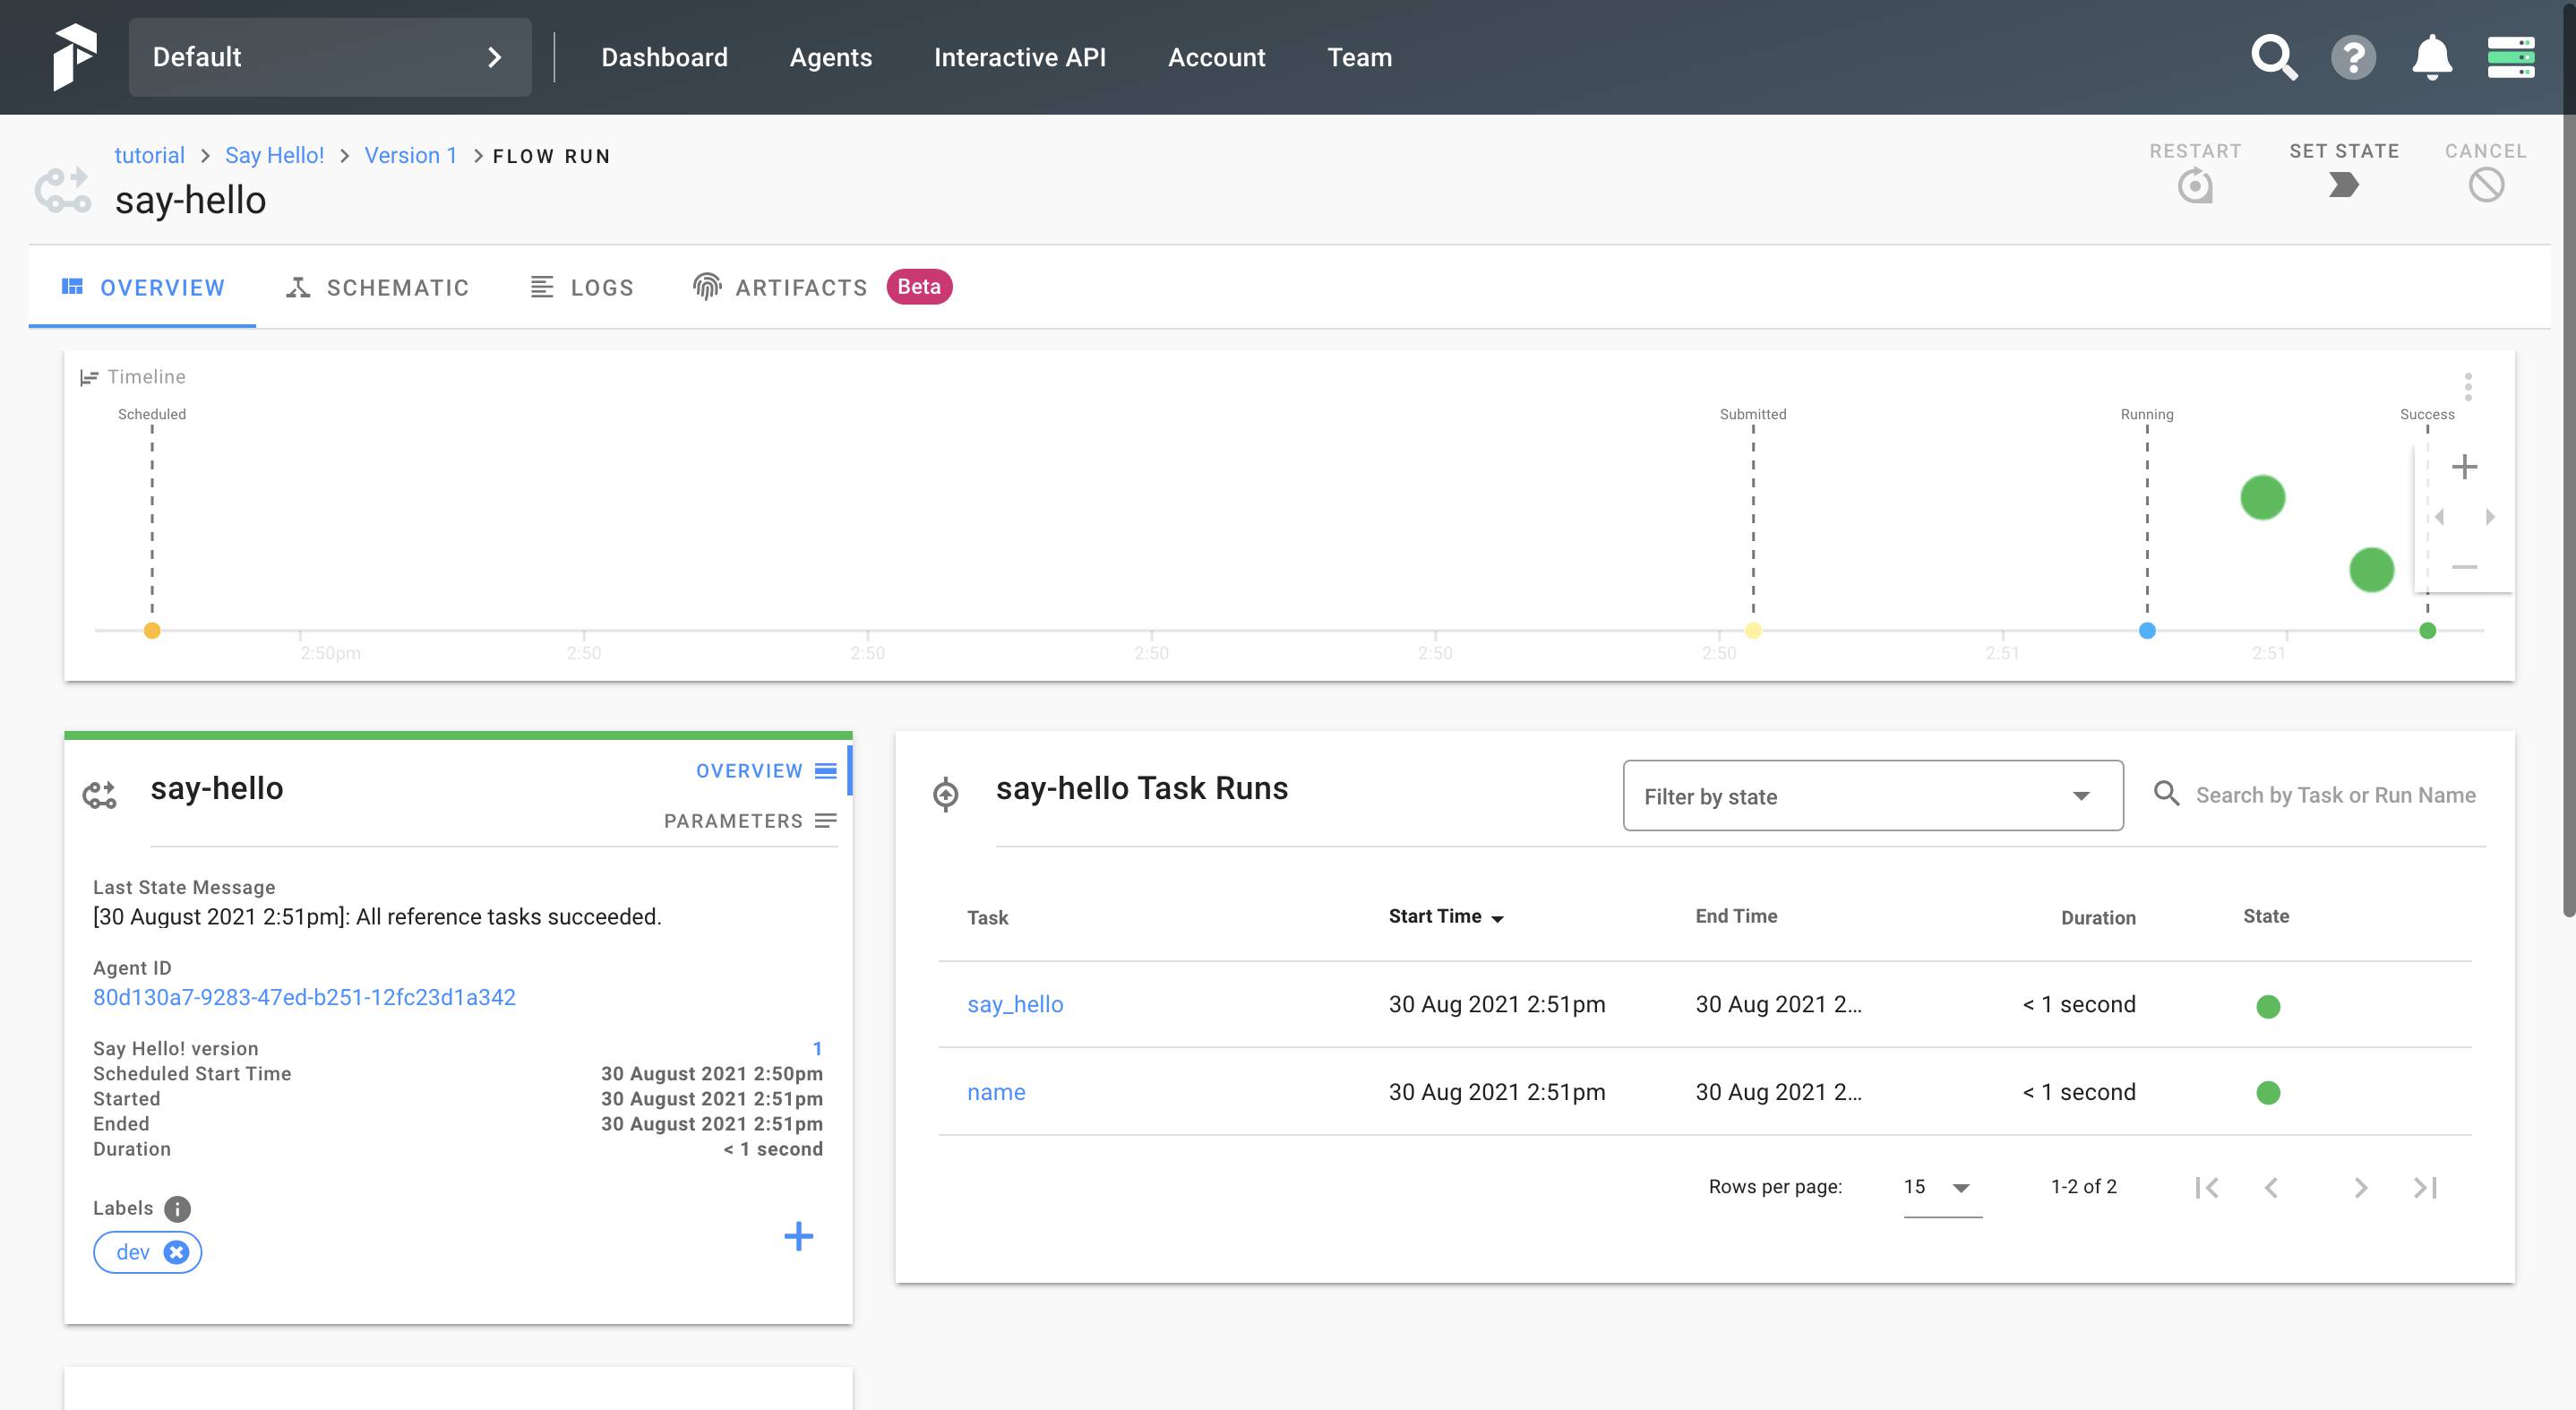 Default
Dashboard Agents Interactive API Account Team
tutorial > Say Hello! > Version 1 > FLOW RUN
say-hello
RESTART SET STATE CANCEL
OVERVIEW SCHEMATIC LOGS ARTIFACTS Beta
Timeline
Scheduled Submitted Running Success
2:50pm 2:50 2:50 2:50 2:50 2:50 2:51 2:51
say-hello
OVERVIEW
PARAMETERS
Last State Message
[30 August 2021 2:51pm]: All reference tasks succeeded.
Agent ID
80d130a7-9283-47ed-b251-12fc23d1a342
Say Hello! version 1
Scheduled Start Time 30 August 2021 2:50pm
Started 30 August 2021 2:51pm
Ended 30 August 2021 2:51pm
Duration < 1 second
Labels
dev
say-hello Task Runs
Filter by state
Search by Task or Run Name
Task Start Time End Time Duration State
say_hello 30 Aug 2021 2:51pm 30 Aug 2021 2... < 1 second
name 30 Aug 2021 2:51pm 30 Aug 2021 2... < 1 second
Rows per page: 15 1-2 of 2